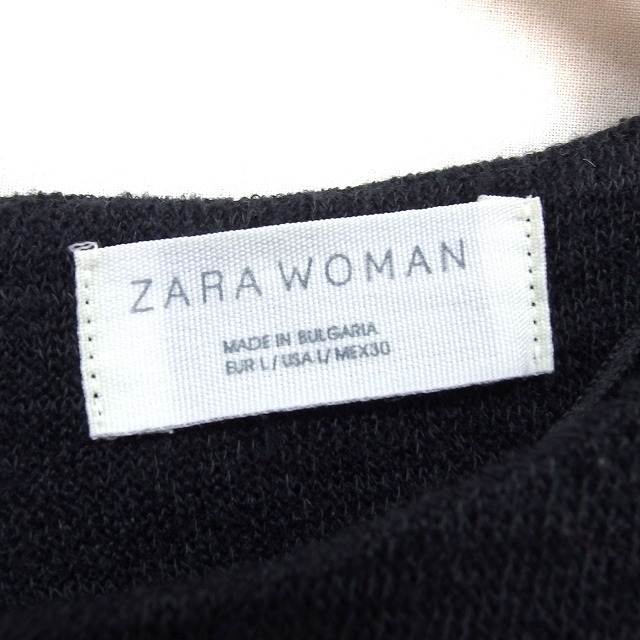 ZARA WOMAN
MADE IN BULGARIA
EUR L / USA L / MEX30